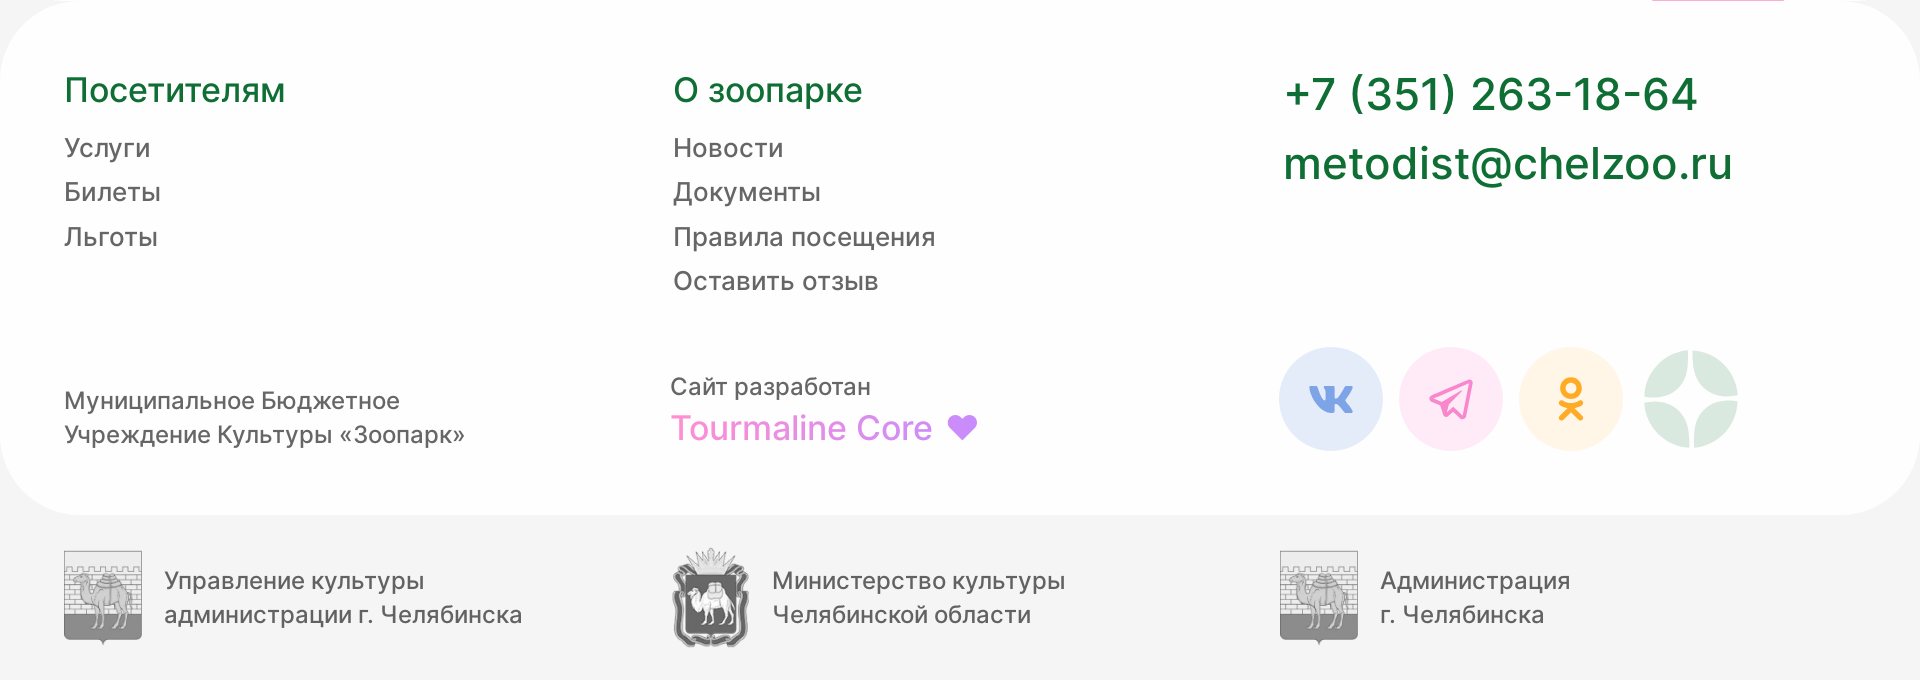 Посетителям
Услуги
Билеты
Льготы
О зоопарке
Новости
Документы
Правила посещения
Оставить отзыв
+7 (351) 263-18-64
metodist@chelzoo.ru
Муниципальное Бюджетное
Учреждение Культуры «Зоопарк»
Сайт разработан
Tourmaline Core
Управление культуры
администрации г. Челябинска
Министерство культуры
Челябинской области
Администрация
г. Челябинска